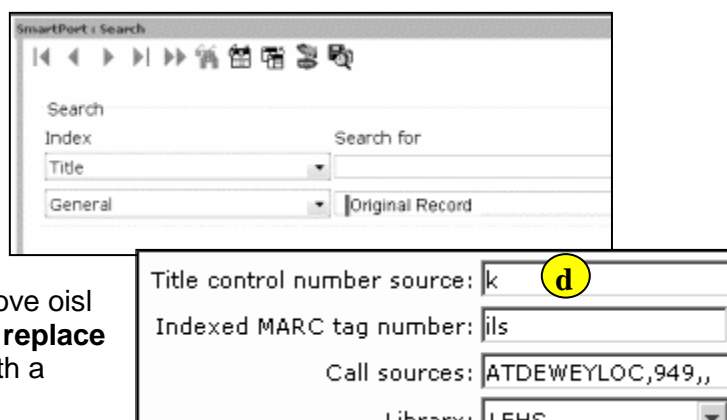 SmartPort : Search
Search
Index Search for
Title
General Original Record
Title control number source: k d
ove oisl
Indexed MARC tag number: ils
replace
th a
Call sources: ATDEWEYLOC,949,,
Library: LEHS